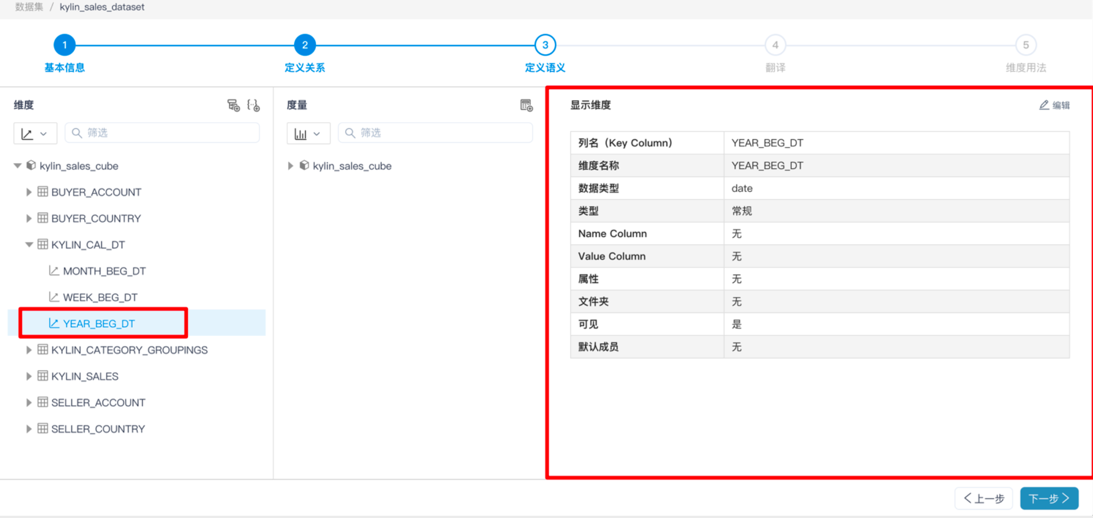 数据集 / kylin_sales_dataset
1 2 3 4 5
基本信息 定义关系 定义语义 翻译 维度用法
维度
筛选
kylin_sales_cube
BUYER_ACCOUNT
BUYER_COUNTRY
KYLIN_CAL_DT
MONTH_BEG_DT
WEEK_BEG_DT
YEAR_BEG_DT
KYLIN_CATEGORY_GROUPINGS
KYLIN_SALES
SELLER_ACCOUNT
SELLER_COUNTRY
度量
筛选
kylin_sales_cube
显示维度 编辑
列名（Key Column） YEAR_BEG_DT
维度名称 YEAR_BEG_DT
数据类型 date
类型 常规
Name Column 无
Value Column 无
属性 无
文件夹 无
可见 是
默认成员 无
上一步 下一步